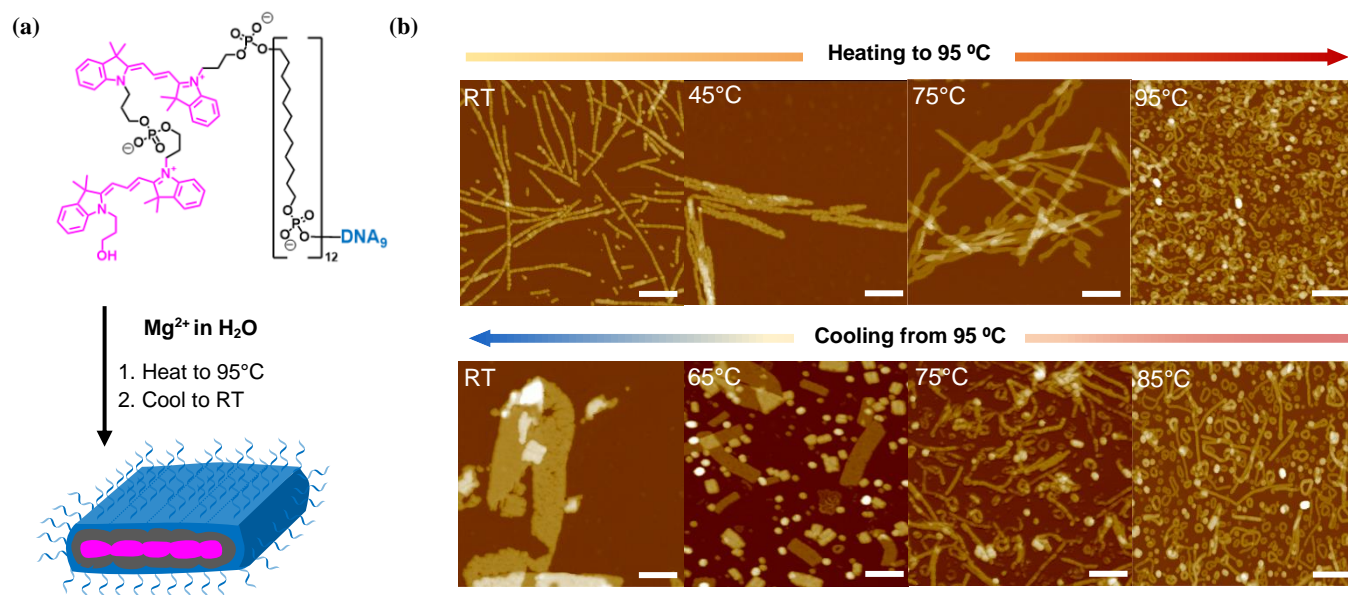 (a)
(b)
O
O
P
O
O
⊖
N
N
+
O
P
O
⊖O
O
N
+
N
OH
O
P
O
O
⊖
DNA9
12
Mg2+ in H2O
1. Heat to 95°C
2. Cool to RT
Heating to 95 ºC
RT
45°C
75°C
95°C
Cooling from 95 ºC
RT
65°C
75°C
85°C